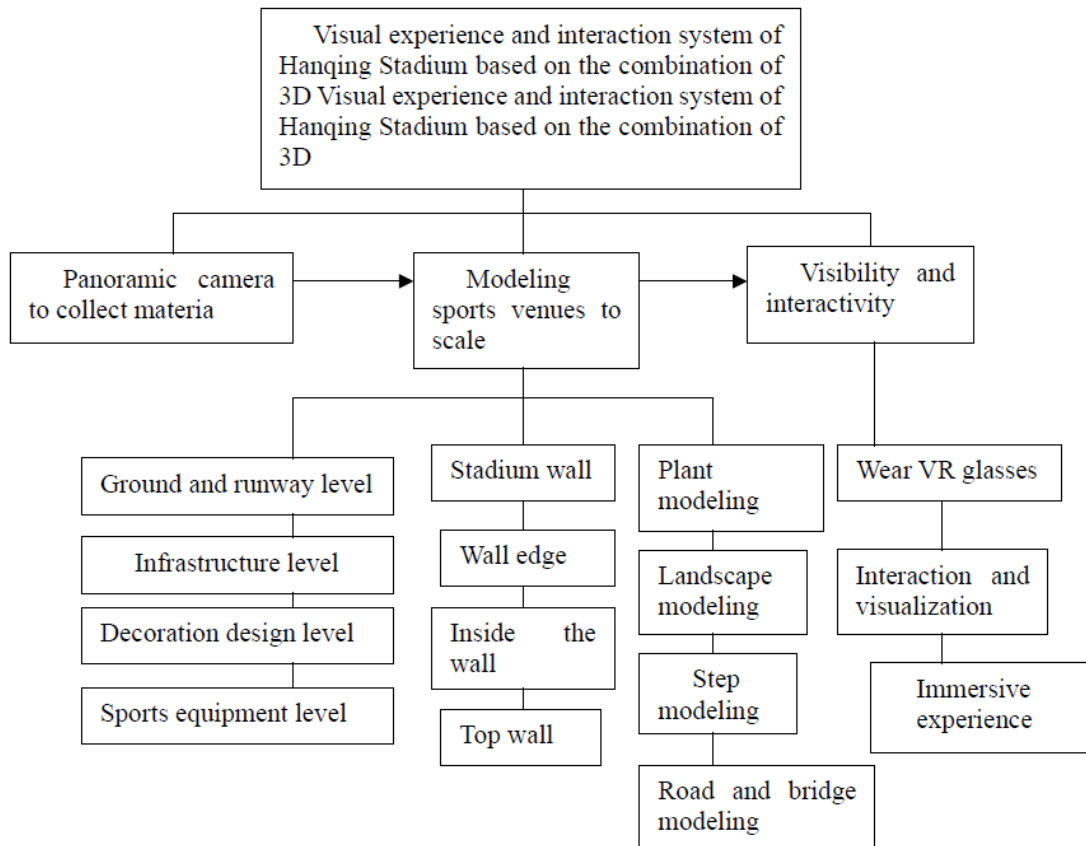 Visual experience and interaction system of
Hanqing Stadium based on the combination of
3D Visual experience and interaction system of
Hanqing Stadium based on the combination of
3D
Panoramic camera
to collect materia
Modeling
sports venues to
scale
Visibility and
interactivity
Ground and runway level
Infrastructure level
Decoration design level
Sports equipment level
Stadium wall
Wall edge
Inside the
wall
Top wall
Plant
modeling
Landscape
modeling
Step
modeling
Road and bridge
modeling
Wear VR glasses
Interaction and
visualization
Immersive
experience